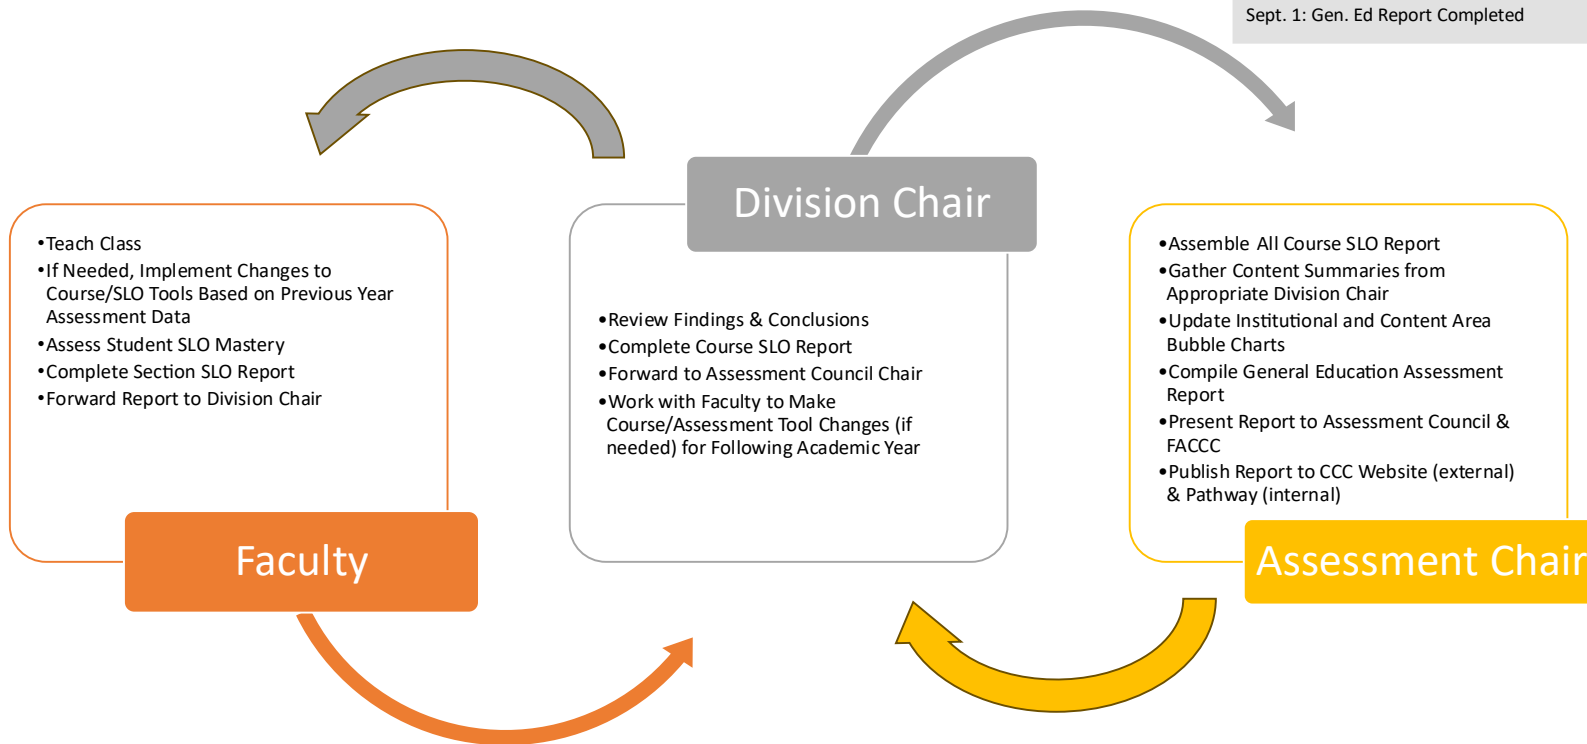 Sept. 1: Gen. Ed Report Completed
Division Chair
•Teach Class
•If Needed, Implement Changes to
Course/SLO Tools Based on Previous Year
Assessment Data
•Assess Student SLO Mastery
•Complete Section SLO Report
•Forward Report to Division Chair
Faculty
•Review Findings & Conclusions
•Complete Course SLO Report
•Forward to Assessment Council Chair
•Work with Faculty to Make
Course/Assessment Tool Changes (if
needed) for Following Academic Year
•Assemble All Course SLO Report
•Gather Content Summaries from
Appropriate Division Chair
•Update Institutional and Content Area
Bubble Charts
•Compile General Education Assessment
Report
•Present Report to Assessment Council &
FACCC
•Publish Report to CCC Website (external)
& Pathway (internal)
Assessment Chair